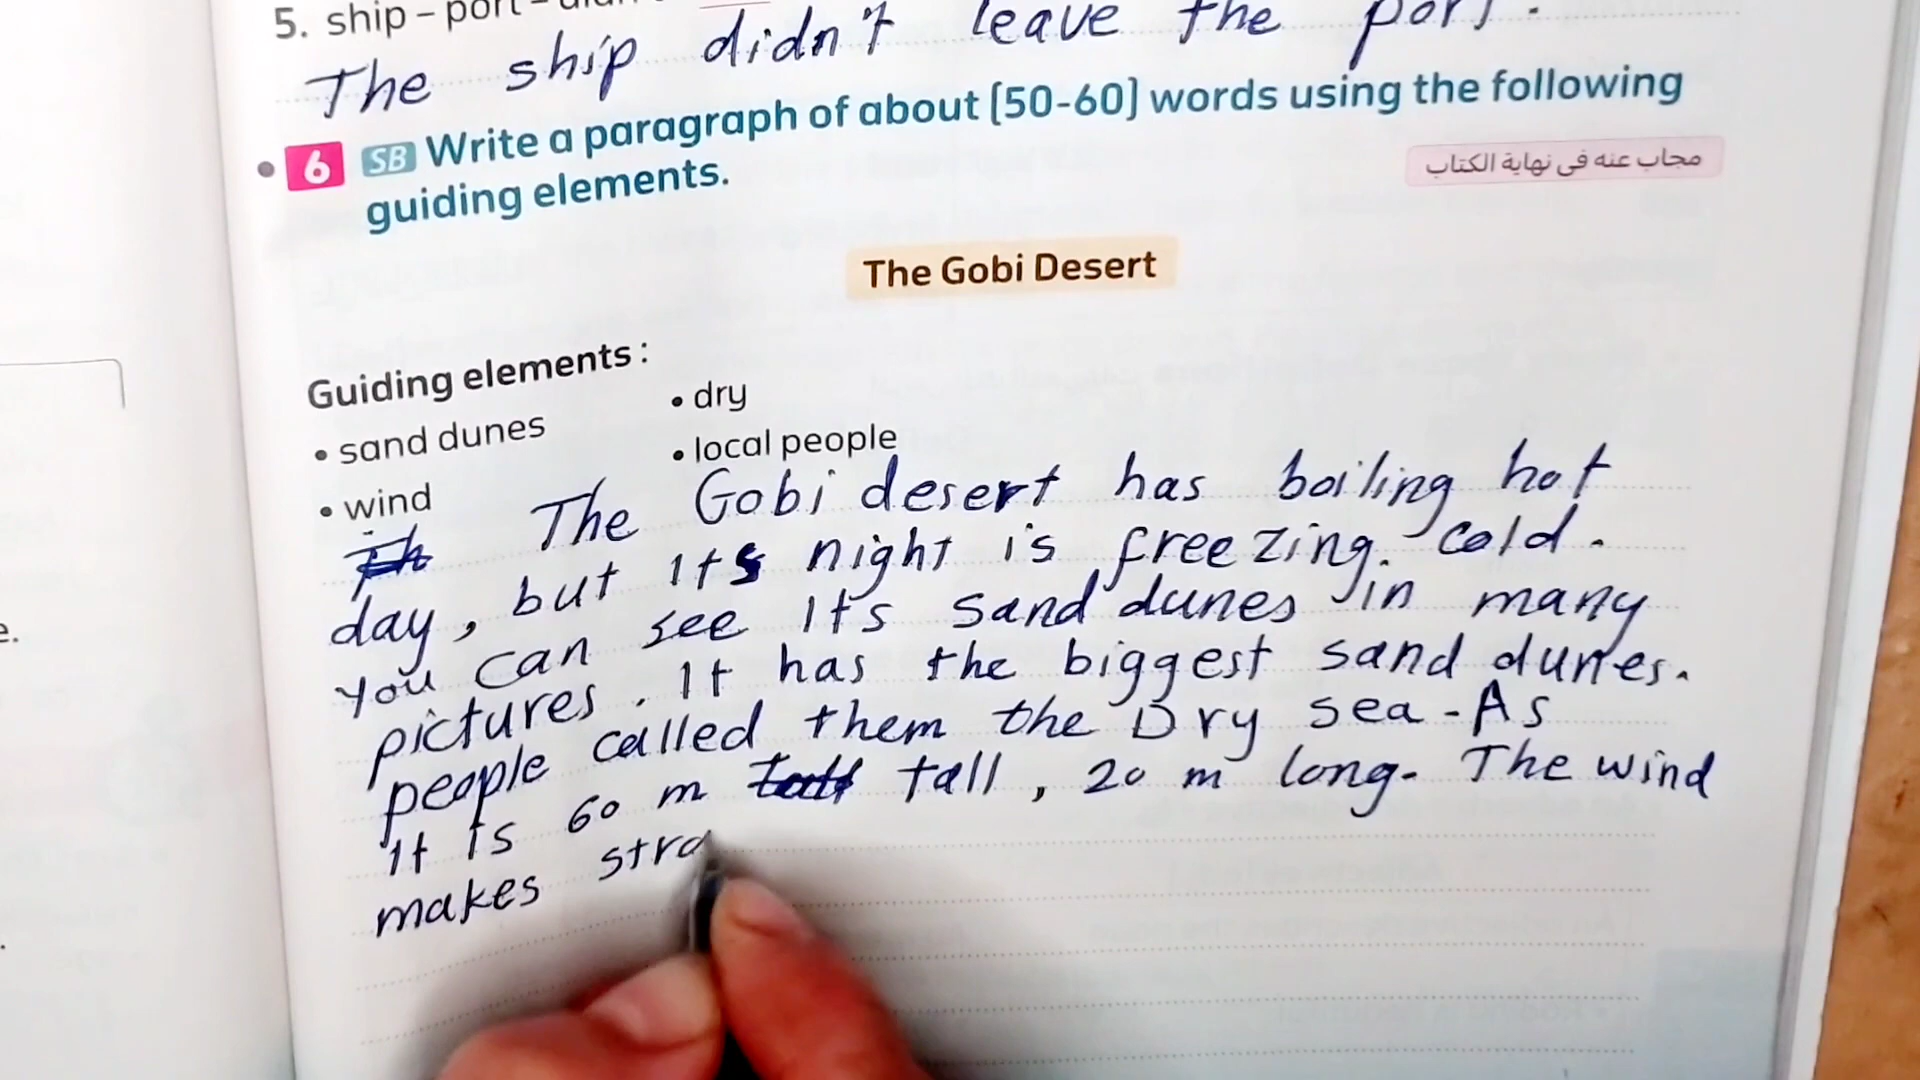 5. ship – port –
The ship didn't leave the port.
6 SB Write a paragraph of about (50-60) words using the following
guiding elements.
مجاب عنه فى نهاية الكتاب
The Gobi Desert
Guiding elements :
• sand dunes
• dry
• wind
• local people
The Gobi desert has boiling hot
day, but its night is freezing cold.
you can see its sand dunes in many
pictures. It has the biggest sand dunes.
people called them the Dry sea - As
it is 60 m tall, 20 m long. The wind
makes stra